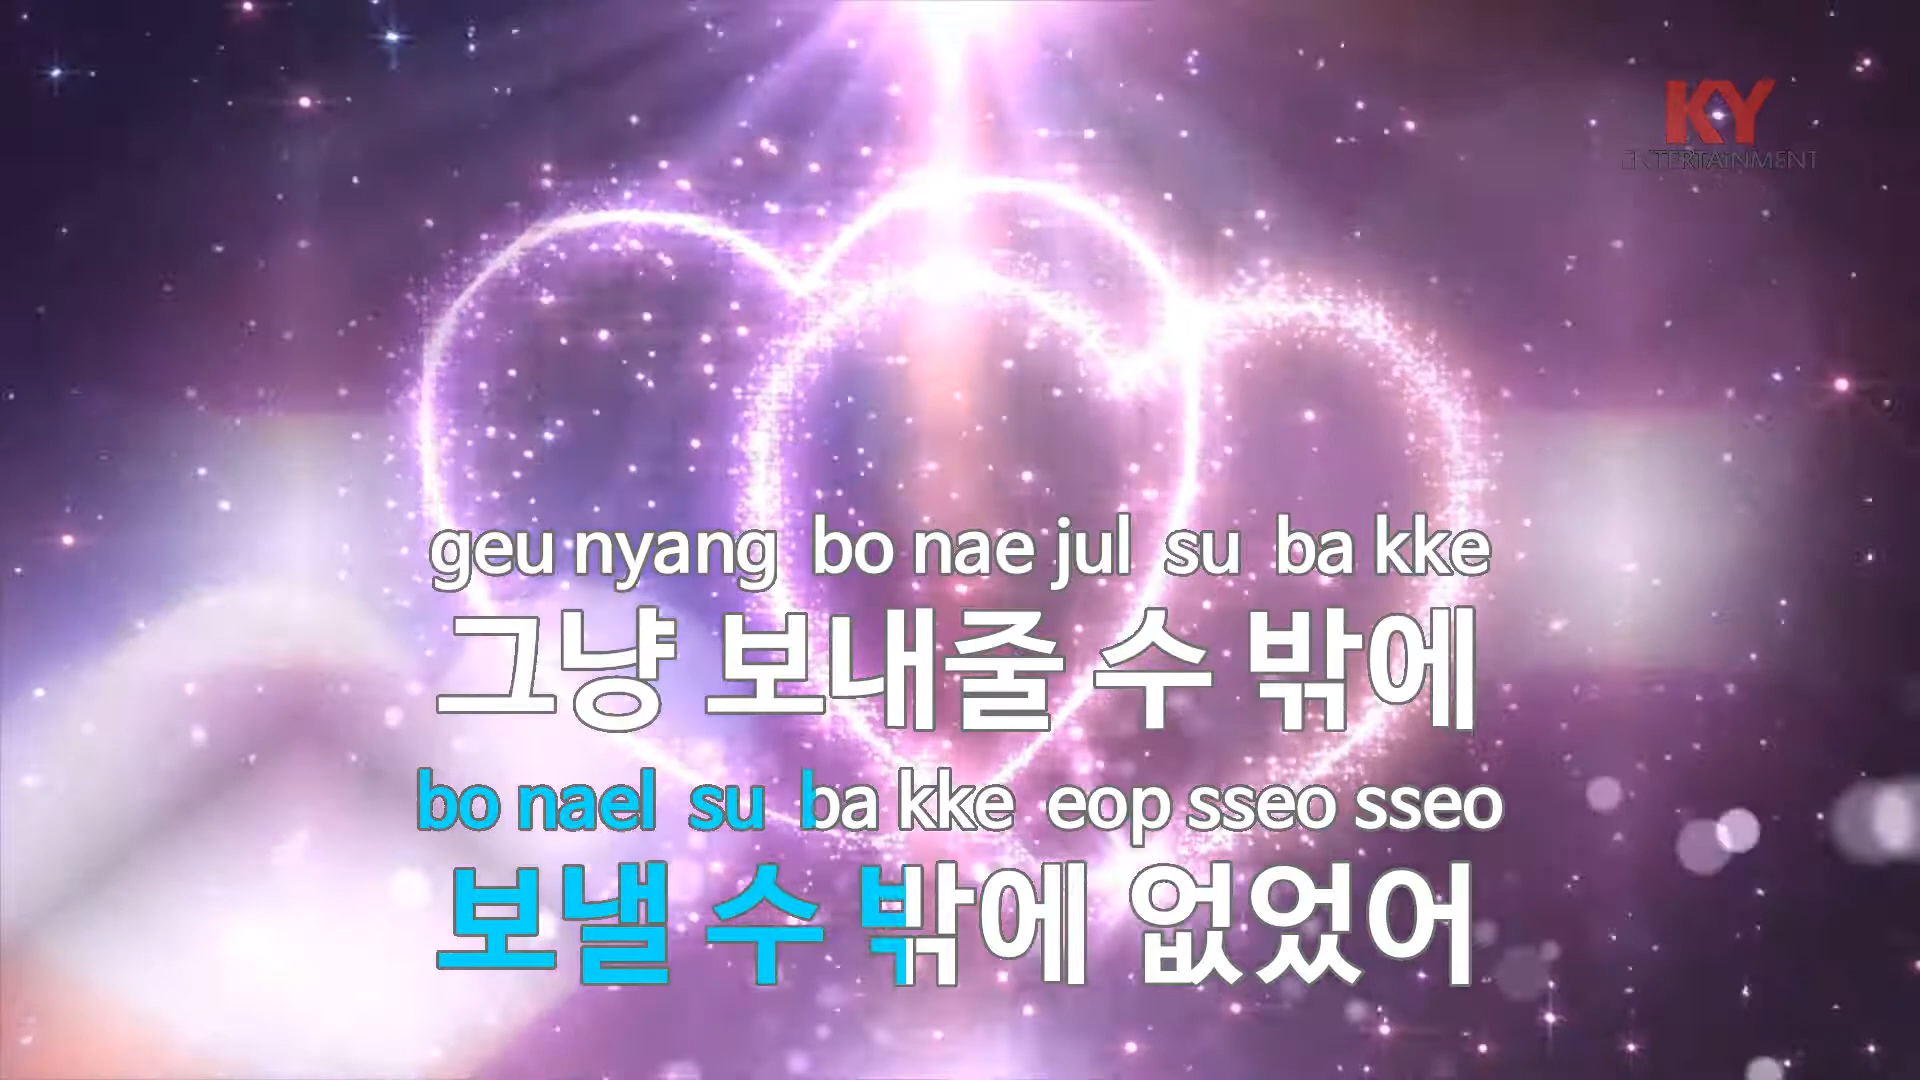 KY
ENTERTAINMENT
geu nyang bo nae jul su ba kke
그냥 보내줄 수 밖에
bo nael su ba kke eop sseo sseo
보낼 수 밖에 없었어